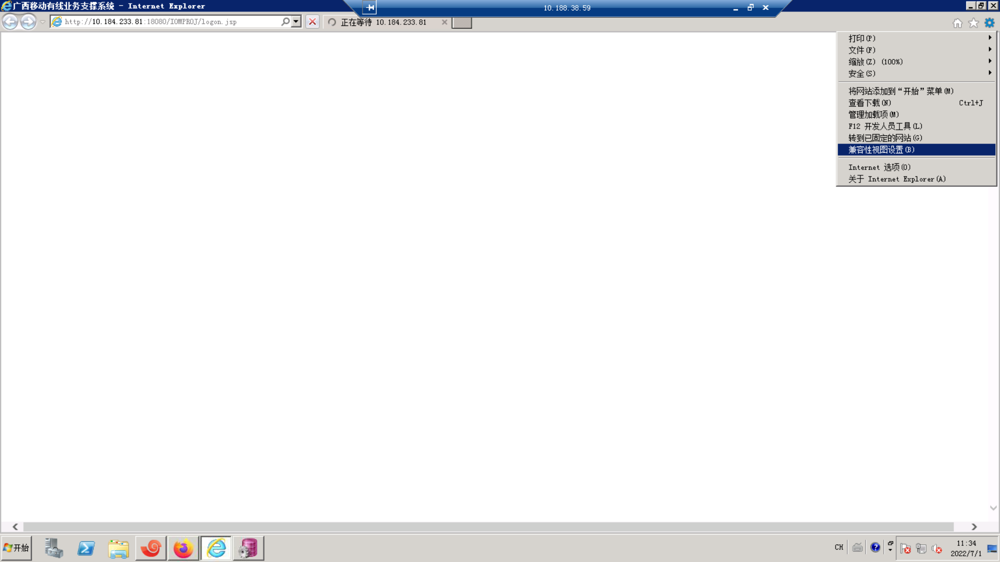 广西移动有线业务支撑系统 - Internet Explorer
10.188.38.59
http://10.184.233.81:18080/IOMPROJ/logon.jsp
正在等待 10.184.233.81
打印(P)
文件(F)
缩放(Z) (100%)
安全(S)
将网站添加到“开始”菜单(M)
查看下载(N) Ctrl+J
管理加载项(M)
F12 开发人员工具(L)
转到已固定的网站(G)
兼容性视图设置(B)
Internet 选项(O)
关于 Internet Explorer(A)
开始
CH
11:34
2022/7/1